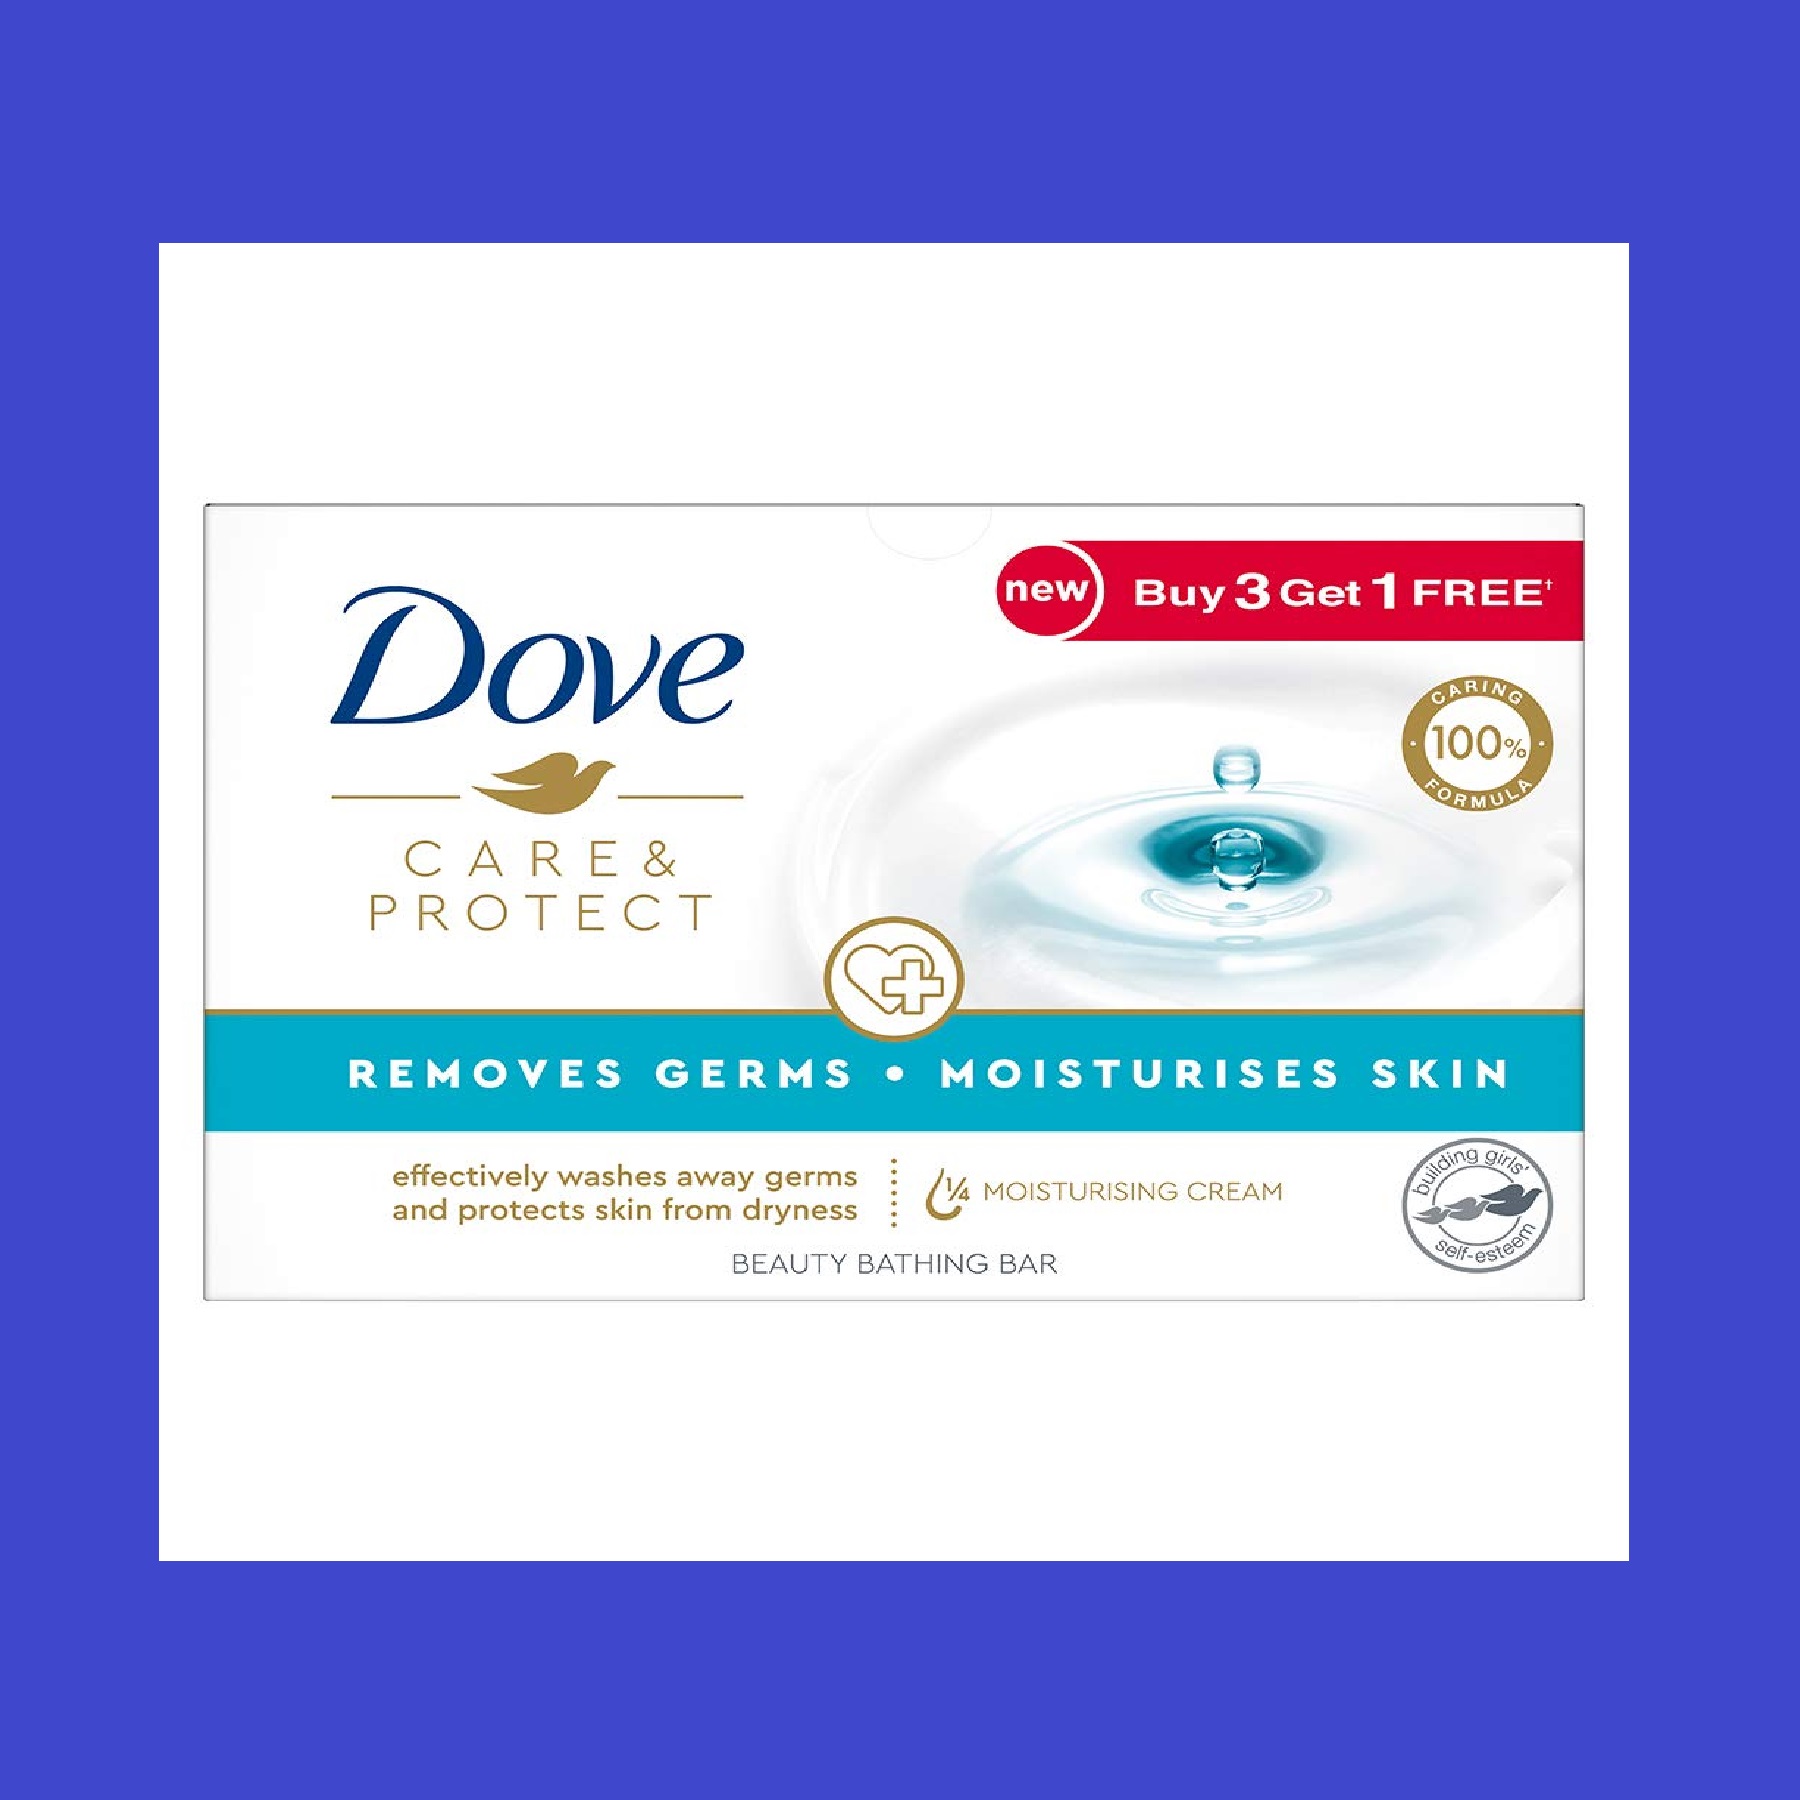 Dove
CARE &
PROTECT
new
Buy 3 Get 1 FREE†
CARING
100%
FORMULA
REMOVES GERMS • MOISTURISES SKIN
effectively washes away germs
and protects skin from dryness
1/4 MOISTURISING CREAM
BEAUTY BATHING BAR
building girls'
self-esteem